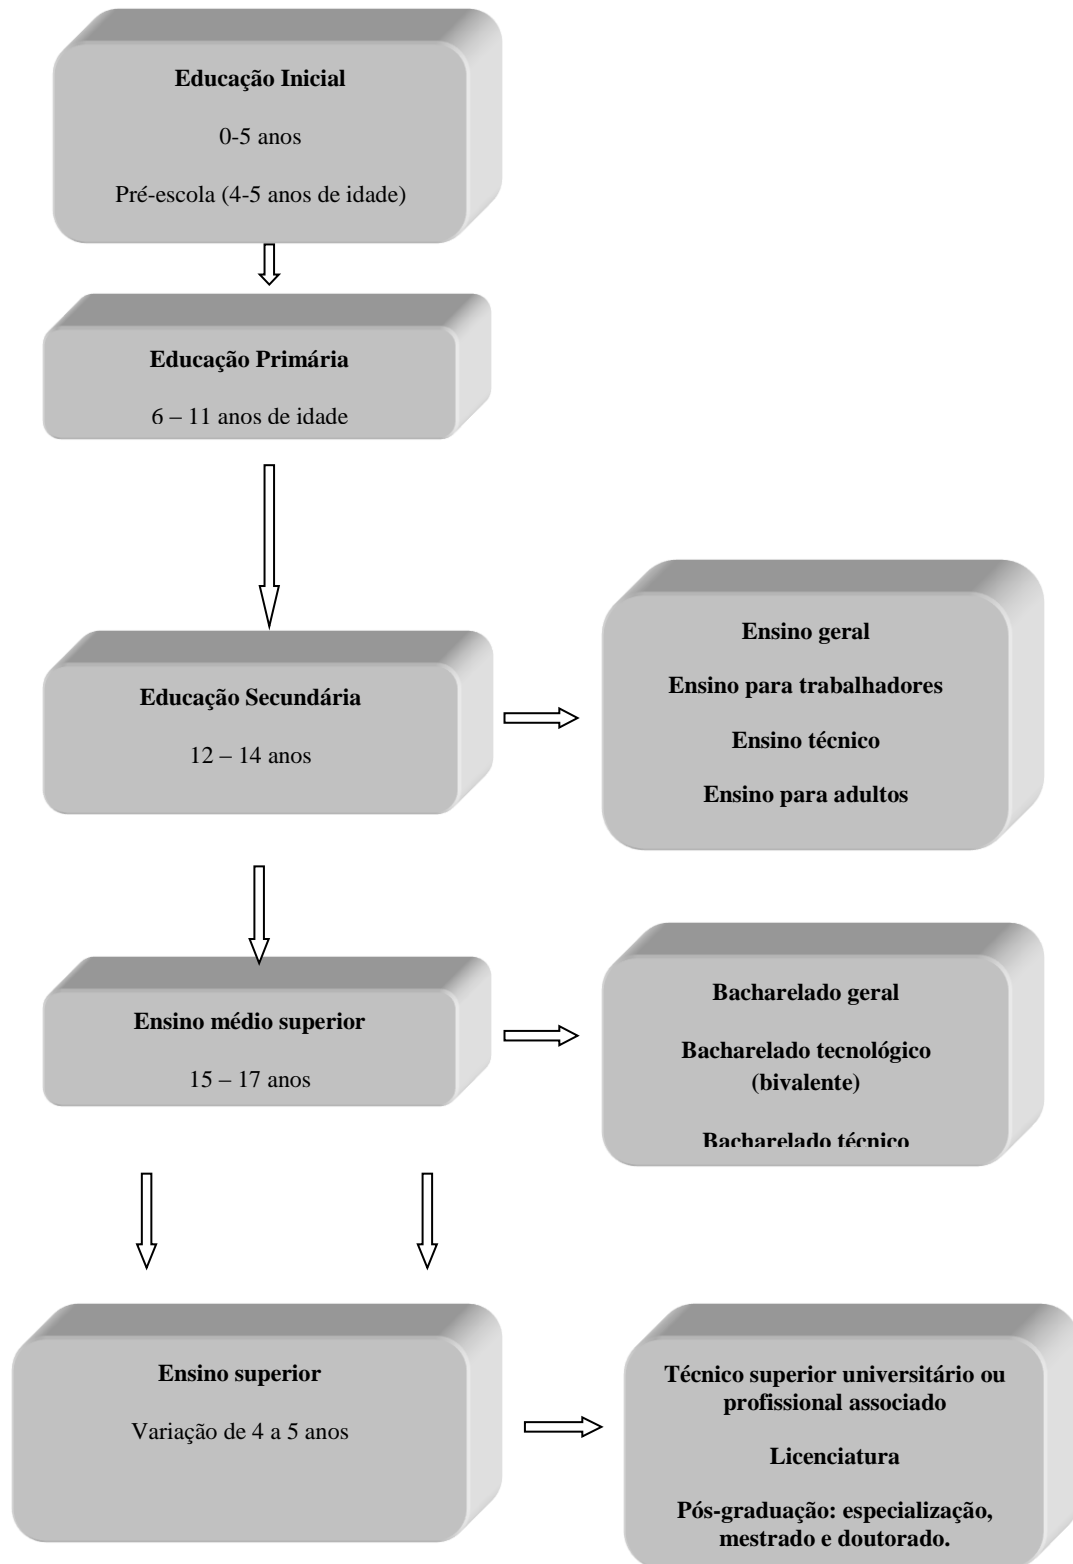 Educação Inicial
0-5 anos
Pré-escola (4-5 anos de idade)
Educação Primária
6 – 11 anos de idade
Educação Secundária
12 – 14 anos
Ensino geral
Ensino para trabalhadores
Ensino técnico
Ensino para adultos
Ensino médio superior
15 – 17 anos
Bacharelado geral
Bacharelado tecnológico
(bivalente)
Bacharelado técnico
Ensino superior
Variação de 4 a 5 anos
Técnico superior universitário ou
profissional associado
Licenciatura
Pós-graduação: especialização,
mestrado e doutorado.